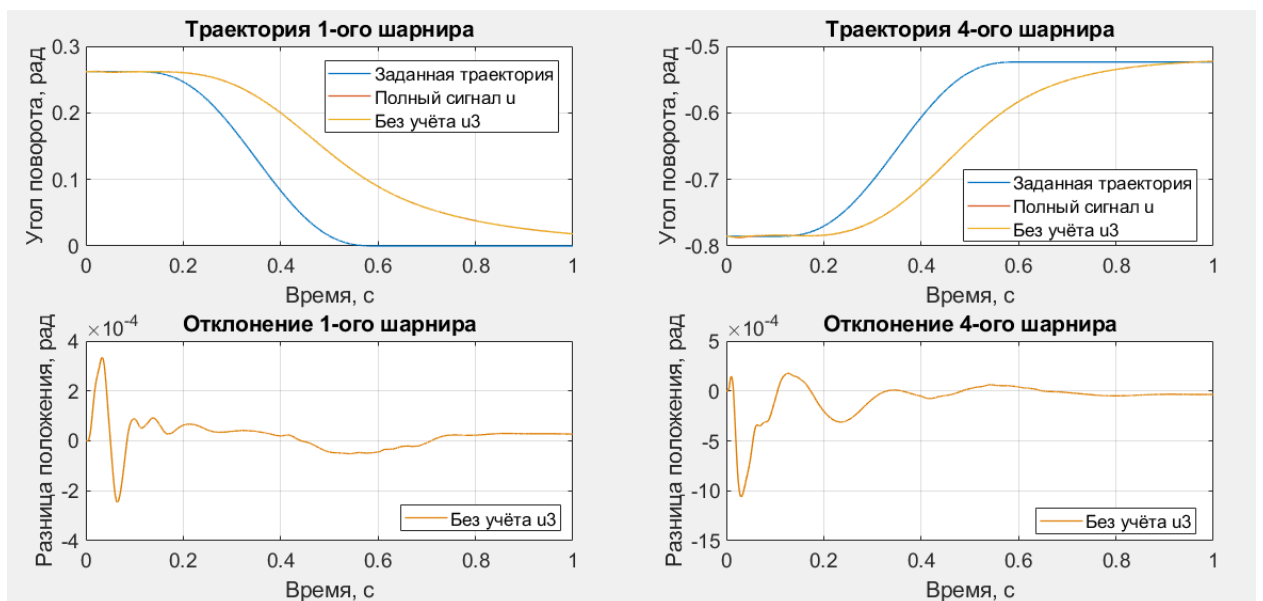 Траектория 1-ого шарнира
Угол поворота, рад
0.3
0.2
0.1
0
Заданная траектория
Полный сигнал u
Без учёта u3
0 0.2 0.4 0.6 0.8 1
Время, с
Траектория 4-ого шарнира
Угол поворота, рад
-0.5
-0.6
-0.7
-0.8
Заданная траектория
Полный сигнал u
Без учёта u3
0 0.2 0.4 0.6 0.8 1
Время, с
Отклонение 1-ого шарнира
×10⁻⁴
Разница положения, рад
4
2
0
-2
-4
Без учёта u3
0 0.2 0.4 0.6 0.8 1
Время, с
Отклонение 4-ого шарнира
×10⁻⁴
Разница положения, рад
5
0
-5
-10
-15
Без учёта u3
0 0.2 0.4 0.6 0.8 1
Время, с